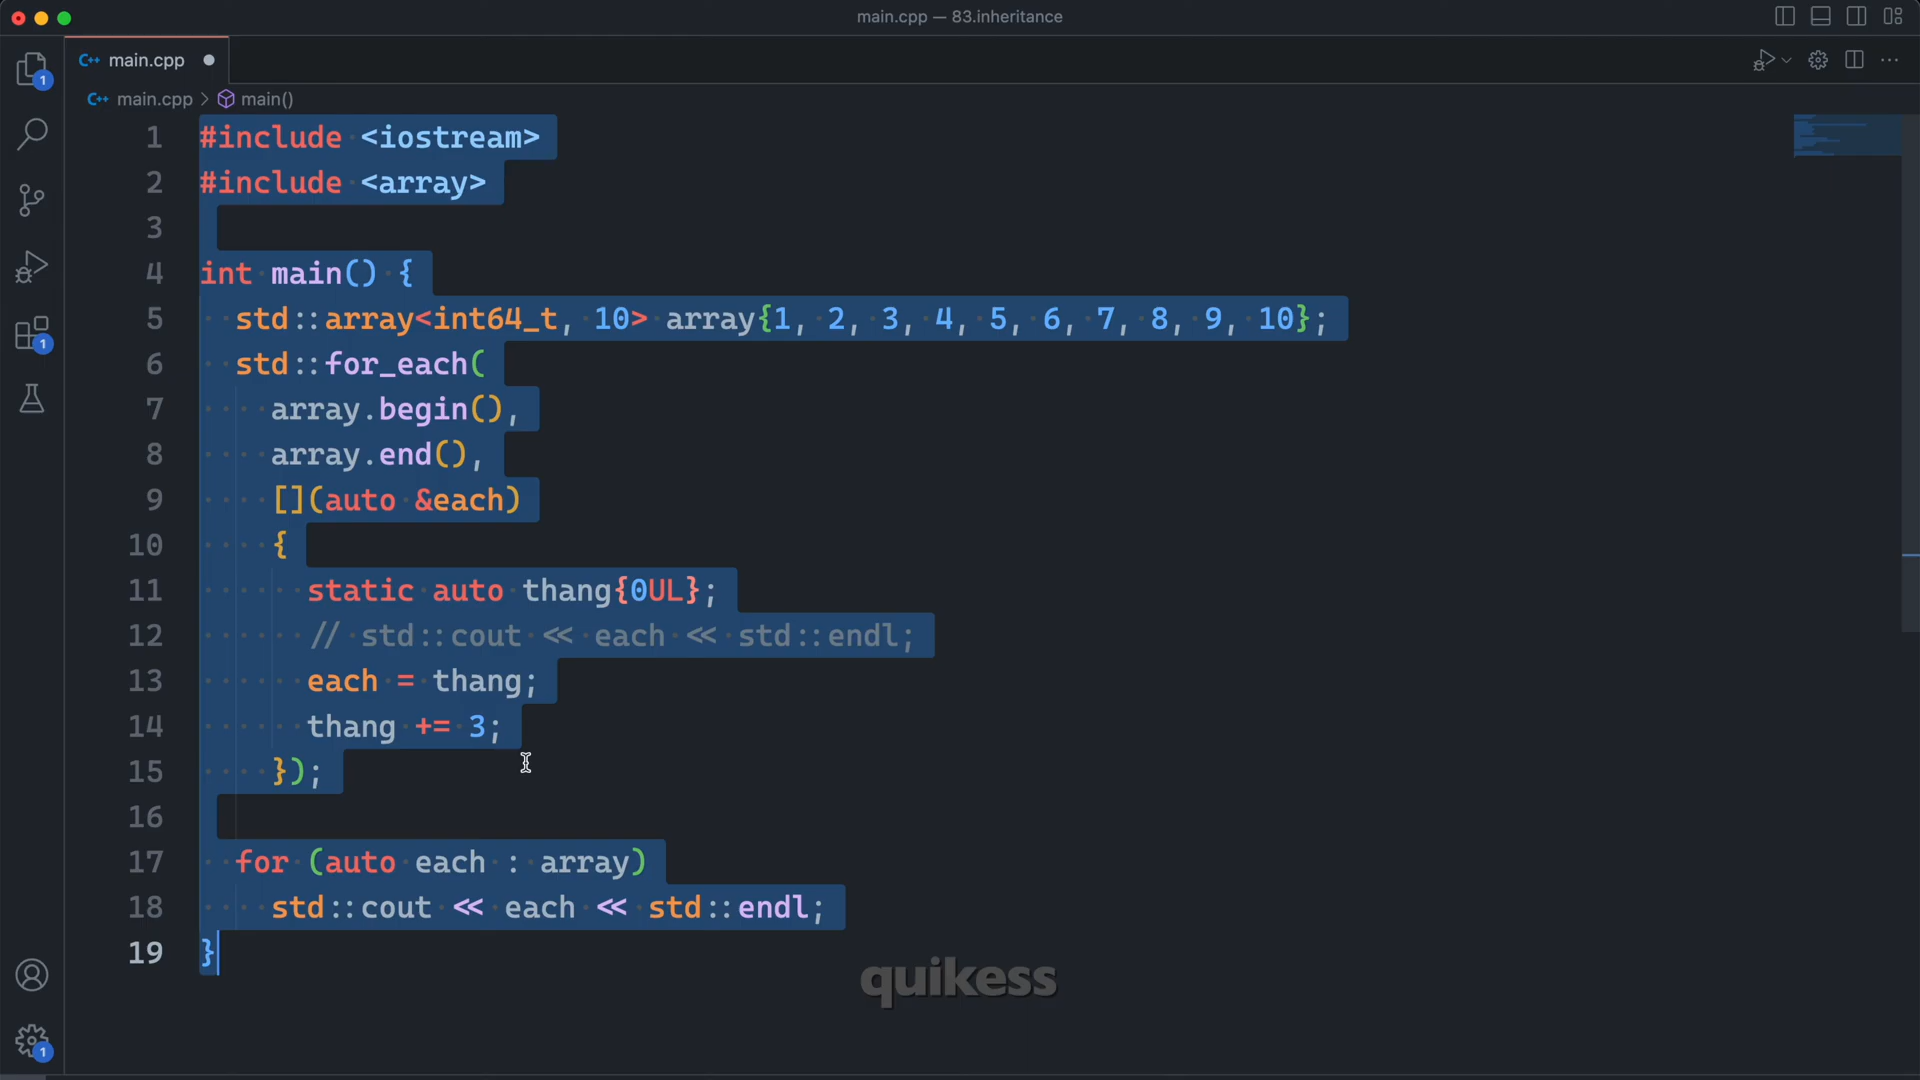 main.cpp — 83.inheritance
main.cpp
main.cpp > main()
1 #include <iostream>
2 #include <array>
3
4 int main() {
5 std::array<int64_t, 10> array{1, 2, 3, 4, 5, 6, 7, 8, 9, 10};
6 std::for_each(
7 array.begin(),
8 array.end(),
9 [](auto &each)
10 {
11 static auto thang{0UL};
12 // std::cout << each << std::endl;
13 each = thang;
14 thang += 3;
15 });
16
17 for (auto each : array)
18 std::cout << each << std::endl;
19 }
quikess
1
1
1